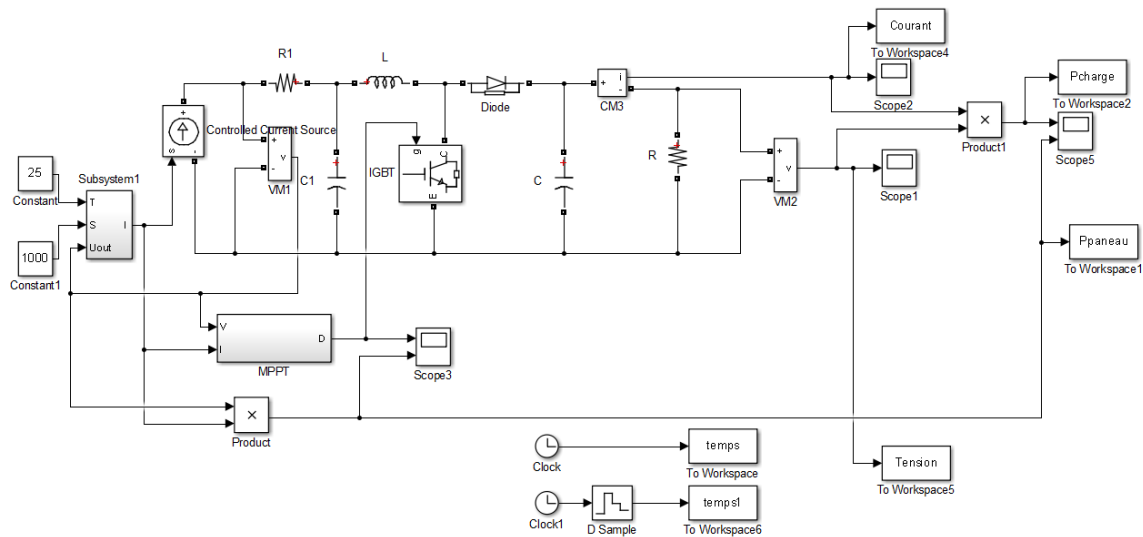 Courant
To Workspace4
R1
L
Diode
+
i
-
CM3
Scope2
Pcharge
To Workspace2
×
Product1
Scope5
+
s
-
Controlled Current Source
+
v
-
VM1
C1
g
C
E
IGBT
C
R
+
v
-
VM2
Scope1
25
Constant
Subsystem1
T
S
Uout
I
1000
Constant1
Ppaneau
To Workspace1
V
I
D
MPPT
Scope3
×
Product
Clock
temps
To Workspace
Tension
To Workspace5
Clock1
D Sample
temps1
To Workspace6